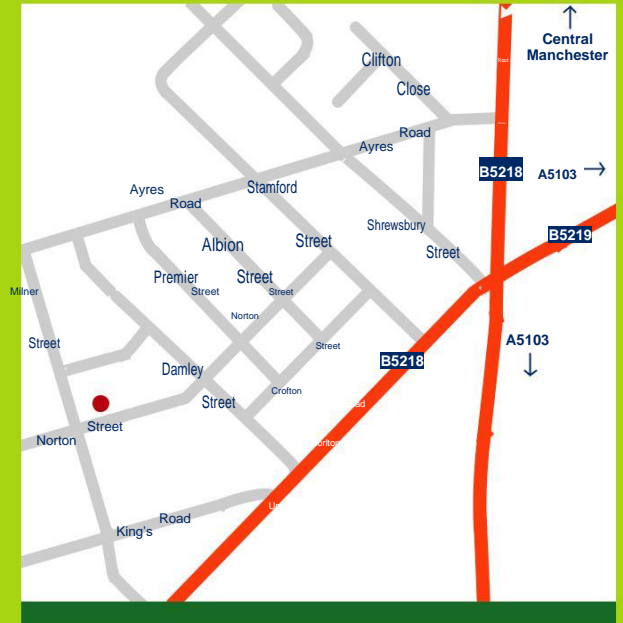 Central
Manchester
Clifton
Close
Road
Ayres
Road
B5218
A5103
Ayres
Road
Stamford
Shrewsbury
Street
B5219
Albion
Street
Premier
Street
Street
Street
Milner
Norton
Street
Street
A5103
B5218
Damley
Street
Crofton
Norton
Street
King's
Road